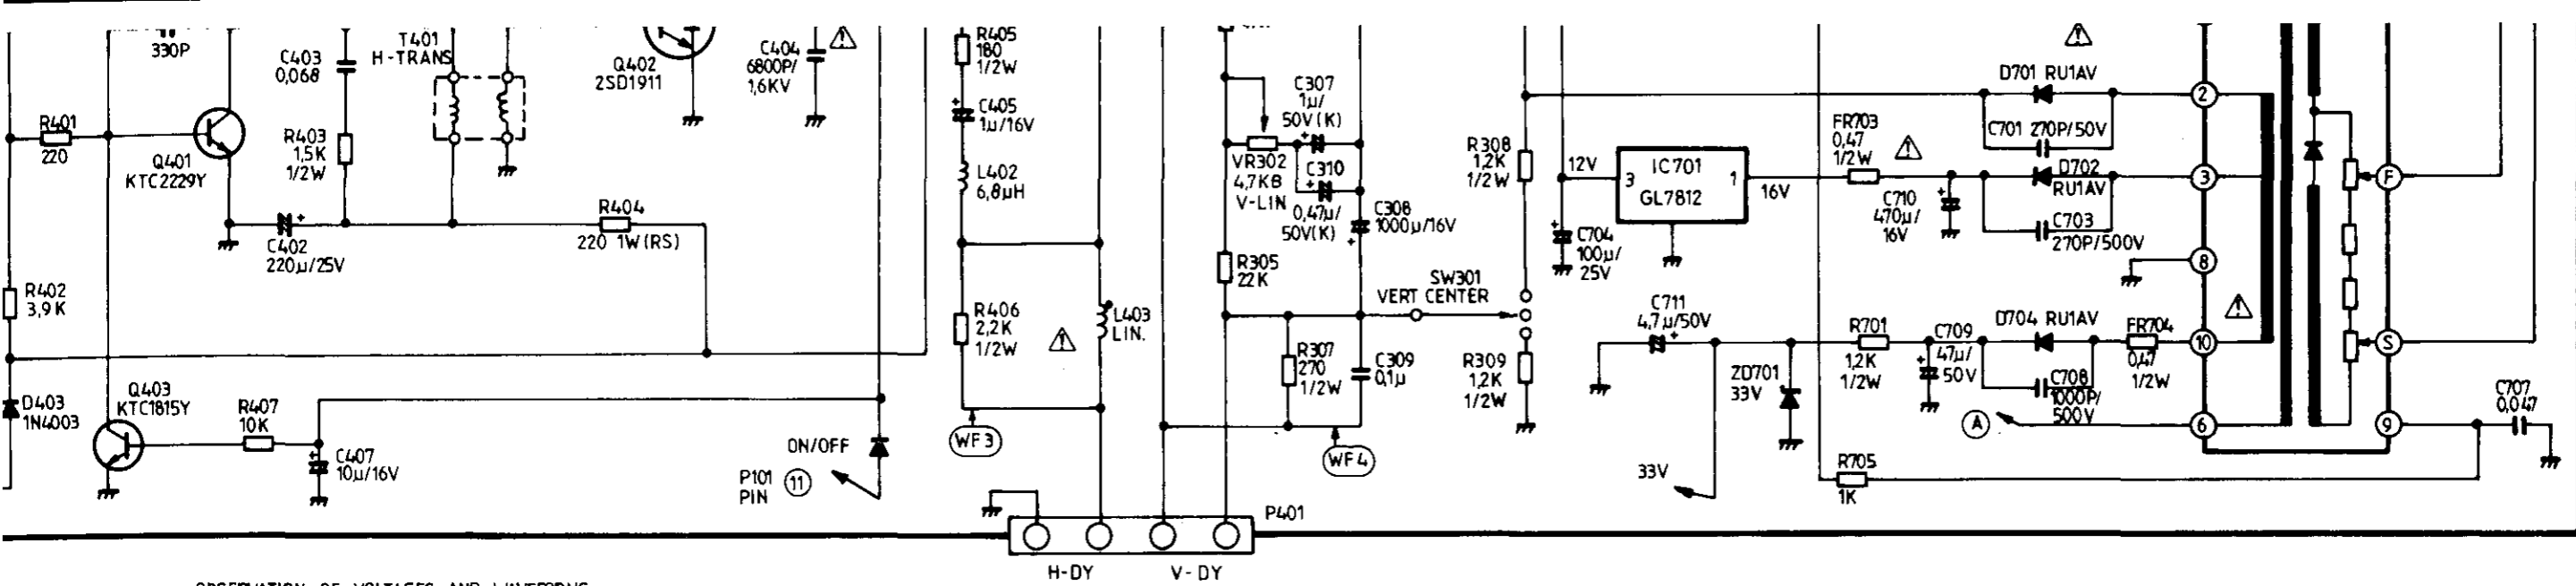 330P
C403
0,068
T401
H-TRANS
Q402
2SD1911
C404
6800P/
1,6KV
R405
180
1/2W
C405
1µ/16V
L402
6,8µH
R401
220
Q401
KTC2229Y
R403
1,5K
1/2W
C402
220µ/25V
R404
220 1W(RS)
R402
3,9K
R406
2,2K
1/2W
L403
LIN.
D403
1N4003
Q403
KTC1815Y
R407
10K
C407
10µ/16V
ON/OFF
P101
PIN
11
WF3
C307
1µ/
50V(K)
VR302
4,7KB
V-LIN
C310
0,47µ/
50V(K)
C308
1000µ/16V
R305
22K
R307
270
1/2W
C309
0,1µ
WF4
SW301
VERT CENTER
R308
1,2K
1/2W
R309
1,2K
1/2W
12V
3
IC701
GL7812
1
16V
C704
100µ/
25V
C711
4,7µ/50V
ZD701
33V
33V
FR703
0,47
1/2W
C710
470µ/
16V
D701 RU1AV
C701 270P/50V
D702
RU1AV
C703
270P/500V
R701
1,2K
1/2W
C709
47µ/
50V
D704 RU1AV
C708
1000P/
500V
FR704
0,47
1/2W
A
R705
1K
2
3
8
10
6
F
S
9
C707
0,047
P401
H-DY
V-DY
OBSERVATION OF VOLTAGES AND WAVEFORMS